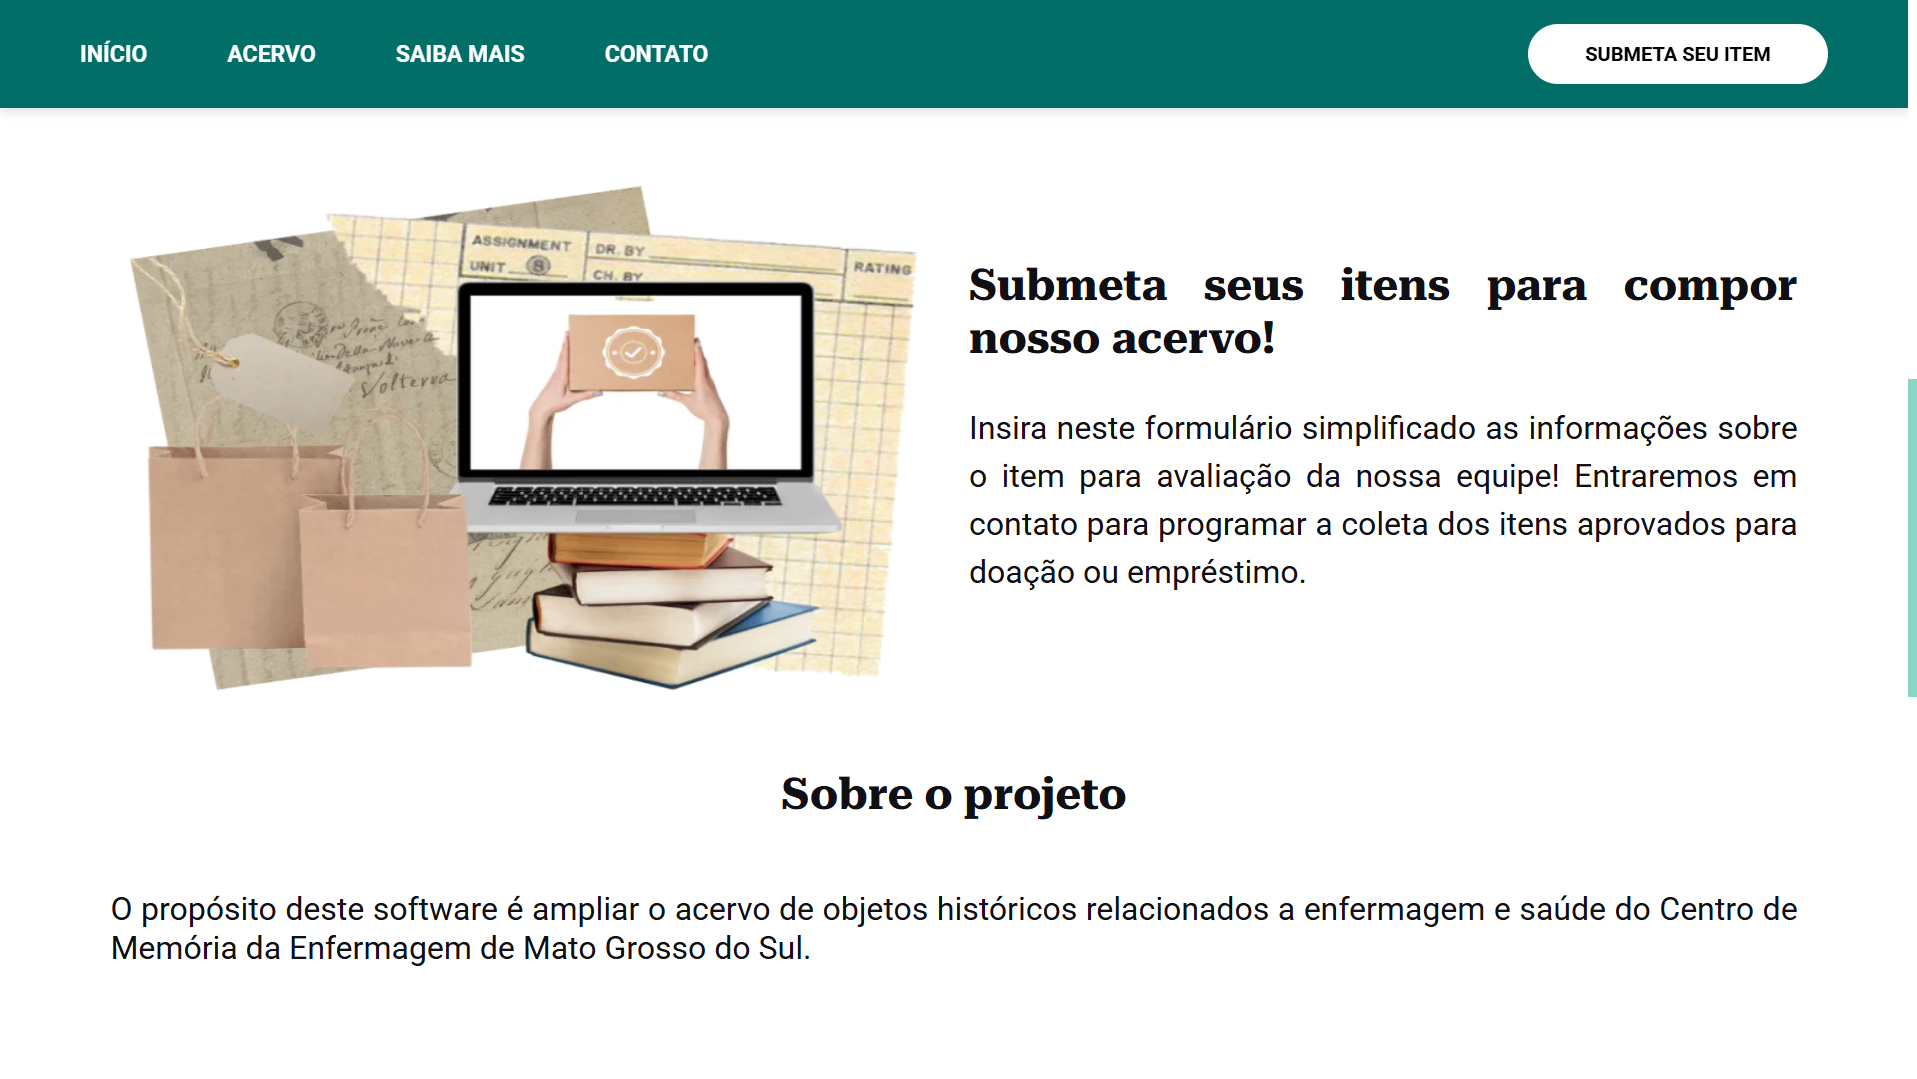 INÍCIO ACERVO SAIBA MAIS CONTATO SUBMETA SEU ITEM
ASSIGNMENT DR. BY RATING
UNIT 8 CH. BY
Volterra
Submeta seus itens para compor
nosso acervo!
Insira neste formulário simplificado as informações sobre
o item para avaliação da nossa equipe! Entraremos em
contato para programar a coleta dos itens aprovados para
doação ou empréstimo.
Sobre o projeto
O propósito deste software é ampliar o acervo de objetos históricos relacionados a enfermagem e saúde do Centro de
Memória da Enfermagem de Mato Grosso do Sul.